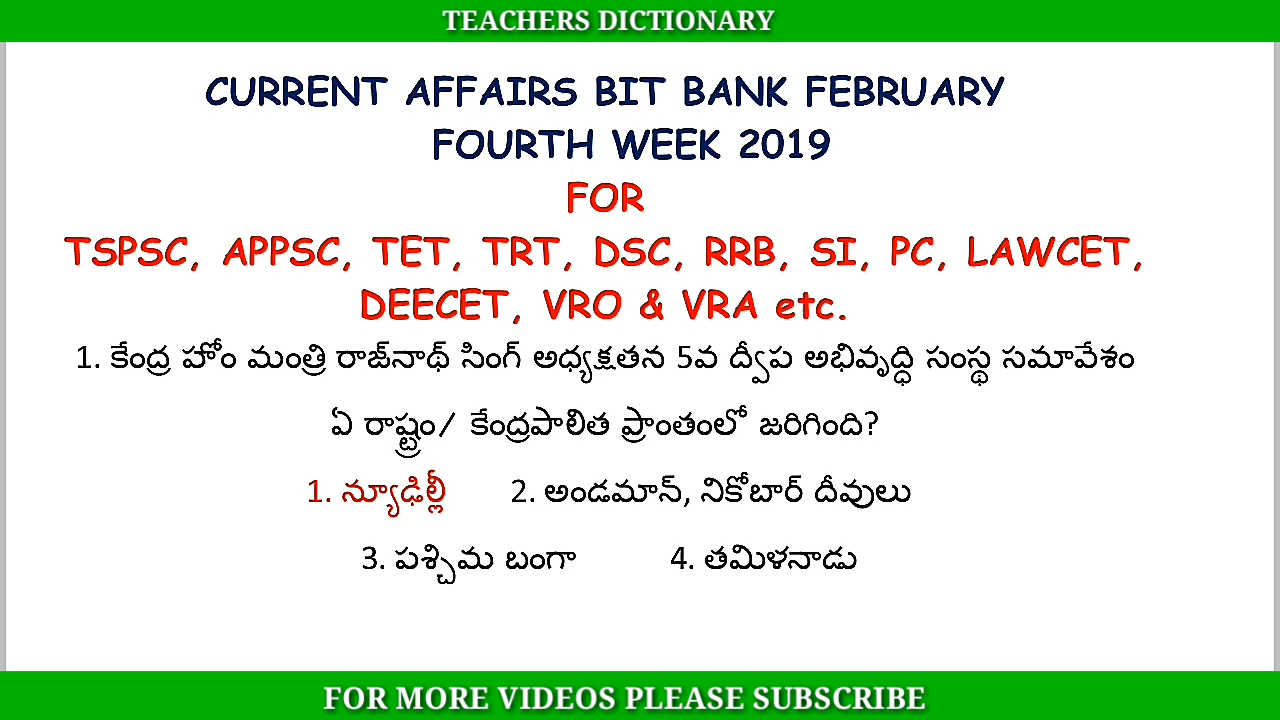 TEACHERS DICTIONARY
CURRENT AFFAIRS BIT BANK FEBRUARY
FOURTH WEEK 2019
FOR
TSPSC, APPSC, TET, TRT, DSC, RRB, SI, PC, LAWCET,
DEECET, VRO & VRA etc.
1. కేంద్ర హోం మంత్రి రాజ్‌నాథ్ సింగ్ అధ్యక్షతన 5వ ద్వీప అభివృద్ధి సంస్థ సమావేశం
ఏ రాష్ట్రం/ కేంద్రపాలిత ప్రాంతంలో జరిగింది?
1. న్యూఢిల్లీ 2. అండమాన్, నికోబార్ దీవులు
3. పశ్చిమ బంగా 4. తమిళనాడు
FOR MORE VIDEOS PLEASE SUBSCRIBE